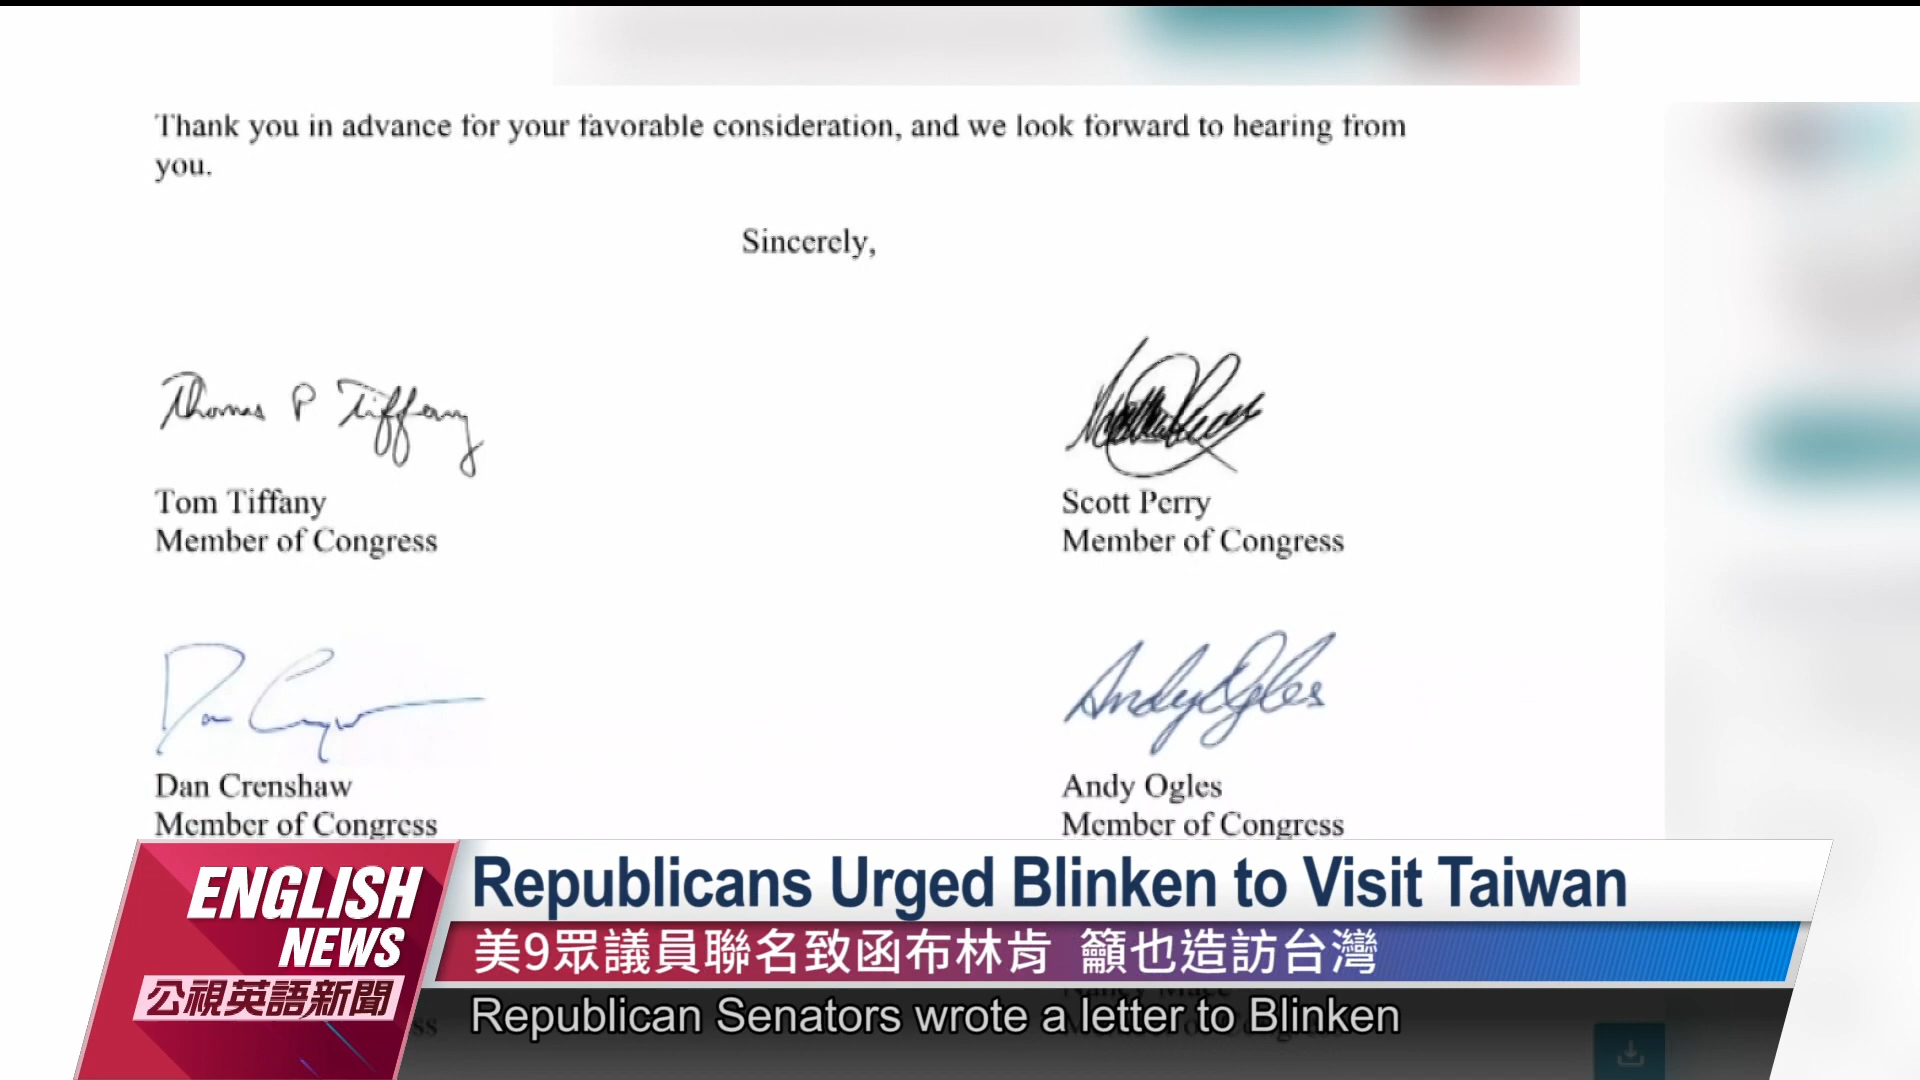 Thank you in advance for your favorable consideration, and we look forward to hearing from
you.
Sincerely,
Thomas P Tiffany
Tom Tiffany
Member of Congress
Scott Perry
Member of Congress
Dan Crenshaw
Member of Congress
Andy Ogles
Andy Ogles
Member of Congress
ENGLISH
NEWS
公視英語新聞
Republicans Urged Blinken to Visit Taiwan
美9眾議員聯名致函布林肯 籲也造訪台灣
Republican Senators wrote a letter to Blinken